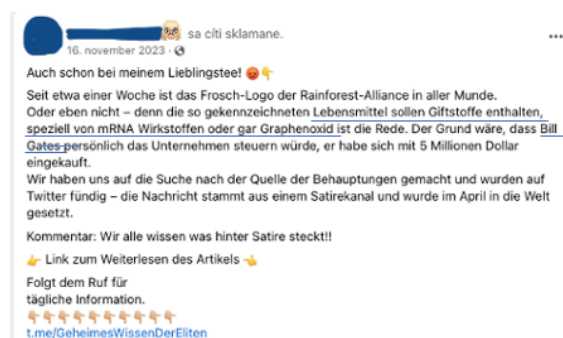 sa cíti sklamane.
16. november 2023 ·
Auch schon bei meinem Lieblingstee! 😡👇
Seit etwa einer Woche ist das Frosch-Logo der Rainforest-Alliance in aller Munde.
Oder eben nicht – denn die so gekennzeichneten Lebensmittel sollen Giftstoffe enthalten,
speziell von mRNA Wirkstoffen oder gar Graphenoxid ist die Rede. Der Grund wäre, dass Bill
Gates persönlich das Unternehmen steuern würde, er habe sich mit 5 Millionen Dollar
eingekauft.
Wir haben uns auf die Suche nach der Quelle der Behauptungen gemacht und wurden auf
Twitter fündig – die Nachricht stammt aus einem Satirekanal und wurde im April in die Welt
gesetzt.
Kommentar: Wir alle wissen was hinter Satire steckt!!
👉 Link zum Weiterlesen des Artikels 👈
Folgt dem Ruf für
tägliche Information.
👇👇👇👇👇👇👇👇👇👇
t.me/GeheimesWissenDerEliten